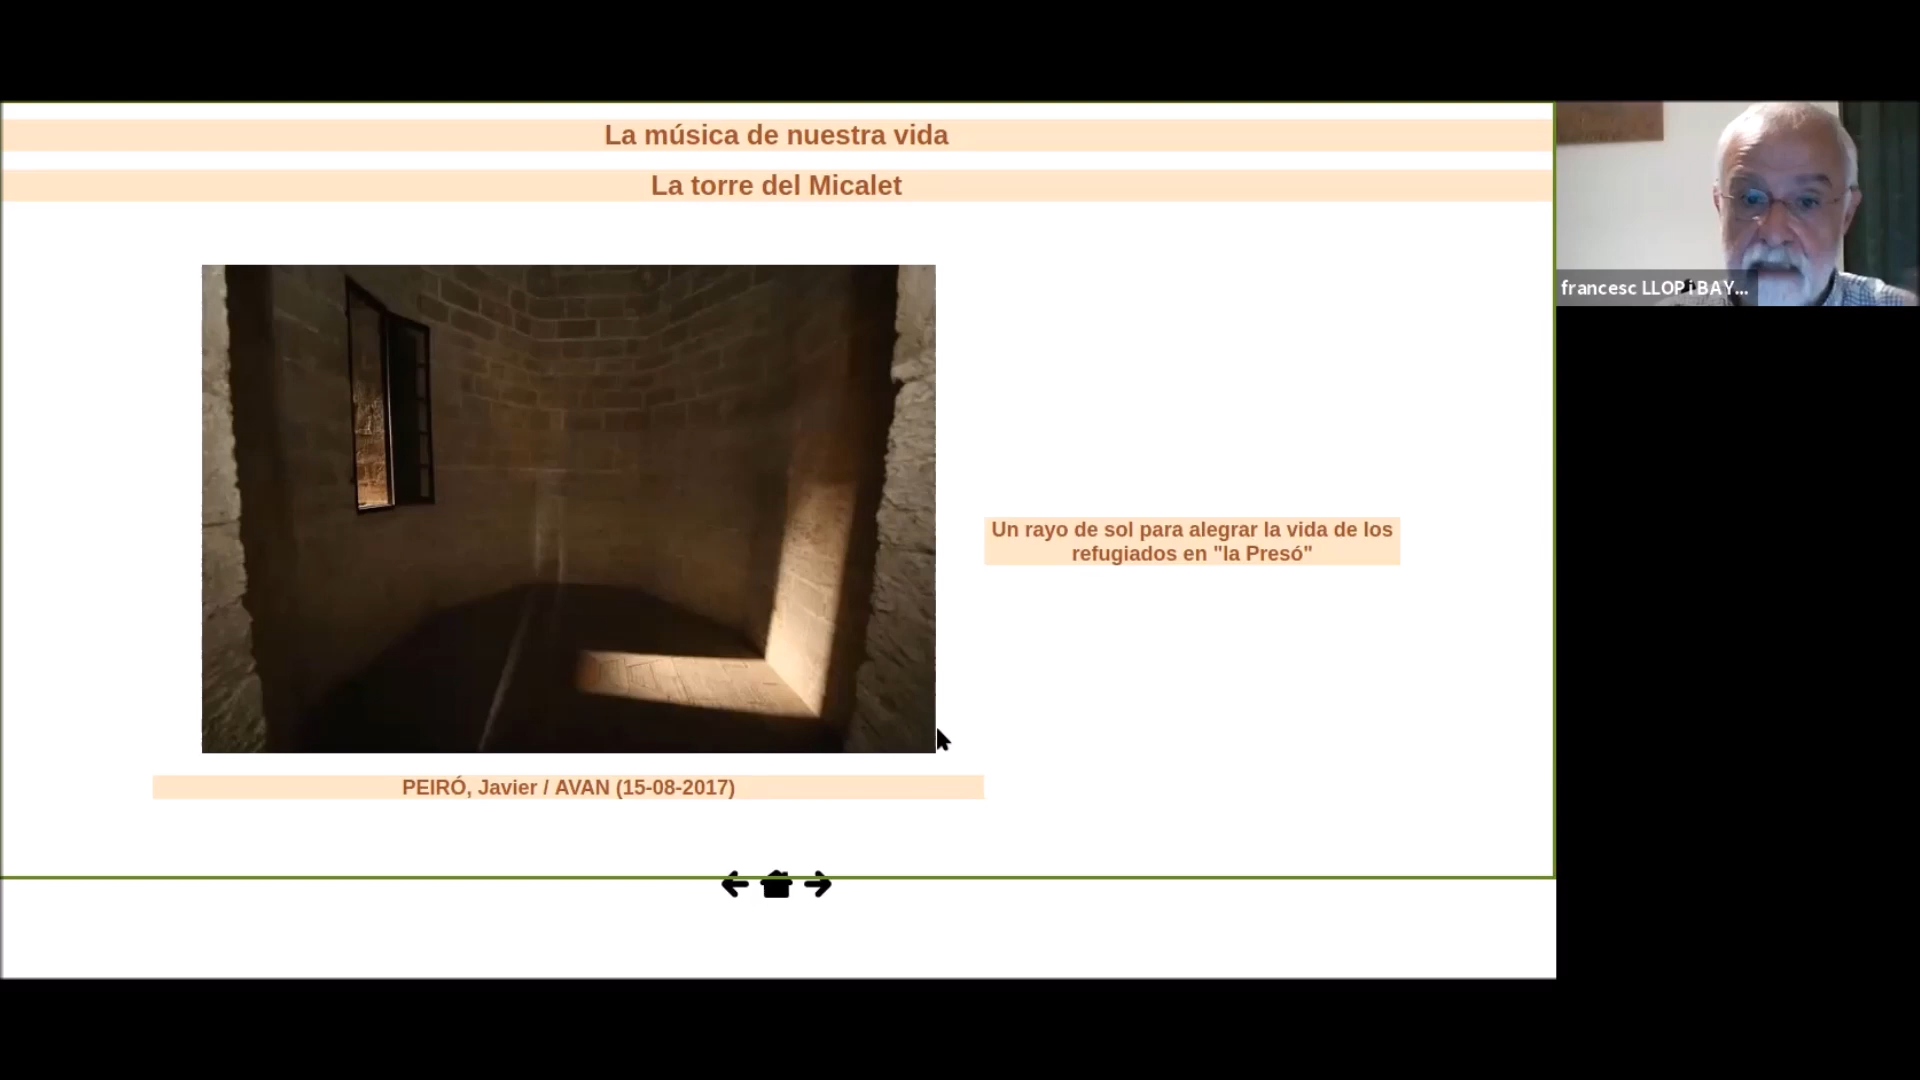 La música de nuestra vida
La torre del Micalet
francesc LLOP i BAY...
Un rayo de sol para alegrar la vida de los
refugiados en "la Presó"
PEIRÓ, Javier / AVAN (15-08-2017)